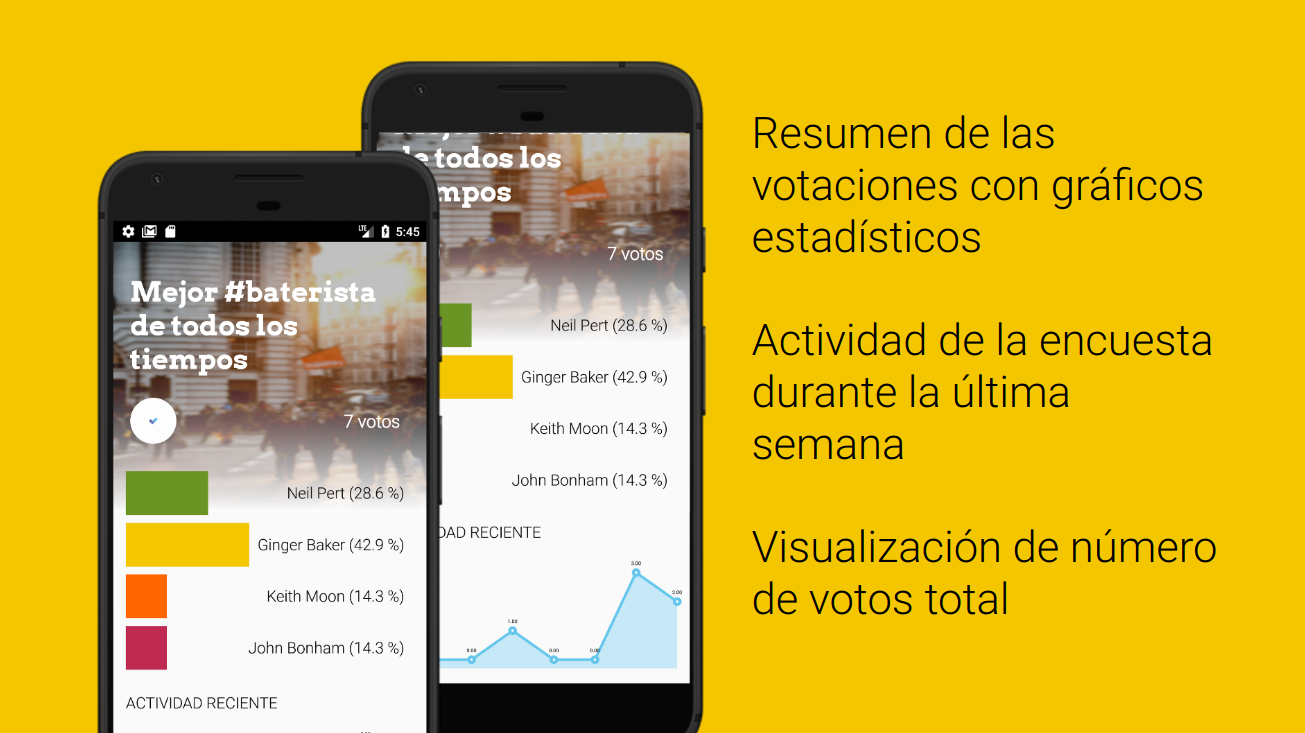 5:45
Mejor #baterista
de todos los
tiempos
7 votos
Neil Pert (28.6 %)
Ginger Baker (42.9 %)
Keith Moon (14.3 %)
John Bonham (14.3 %)
ACTIVIDAD RECIENTE
de todos los
mpos
7 votos
Neil Pert (28.6 %)
Ginger Baker (42.9 %)
Keith Moon (14.3 %)
John Bonham (14.3 %)
DAD RECIENTE
3.00
2.00
1.00
0.00
0.00
0.00
Resumen de las
votaciones con gráficos
estadísticos
Actividad de la encuesta
durante la última
semana
Visualización de número
de votos total